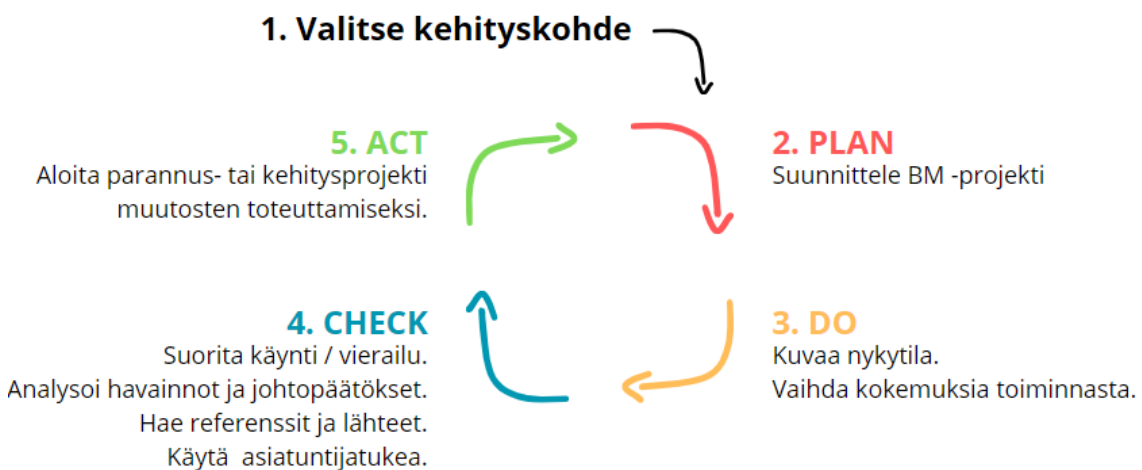 1. Valitse kehityskohde
2. PLAN
Suunnittele BM -projekti
3. DO
Kuvaa nykytila.
Vaihda kokemuksia toiminnasta.
4. CHECK
Suorita käynti / vierailu.
Analysoi havainnot ja johtopäätökset.
Hae referenssit ja lähteet.
Käytä asiatuntijatukea.
5. ACT
Aloita parannus- tai kehitysprojekti
muutosten toteuttamiseksi.